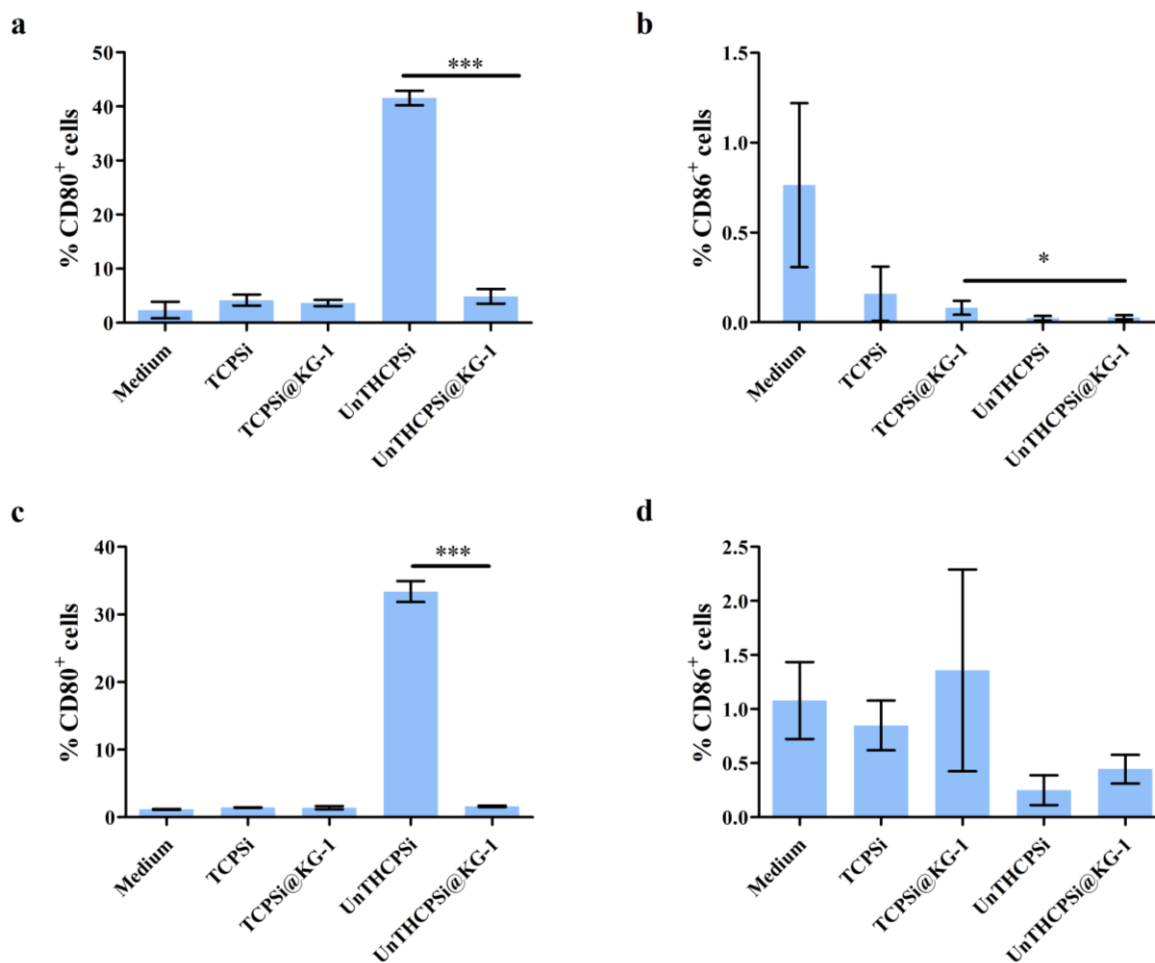 a
% CD80+ cells
50
40
30
20
10
0
***
Medium
TCPSi
TCPSi@KG-1
UnTHCPSi
UnTHCPSi@KG-1
b
% CD86+ cells
1.5
1.0
0.5
0.0
*
Medium
TCPSi
TCPSi@KG-1
UnTHCPSi
UnTHCPSi@KG-1
c
% CD80+ cells
40
30
20
10
0
***
Medium
TCPSi
TCPSi@KG-1
UnTHCPSi
UnTHCPSi@KG-1
d
% CD86+ cells
2.5
2.0
1.5
1.0
0.5
0.0
Medium
TCPSi
TCPSi@KG-1
UnTHCPSi
UnTHCPSi@KG-1